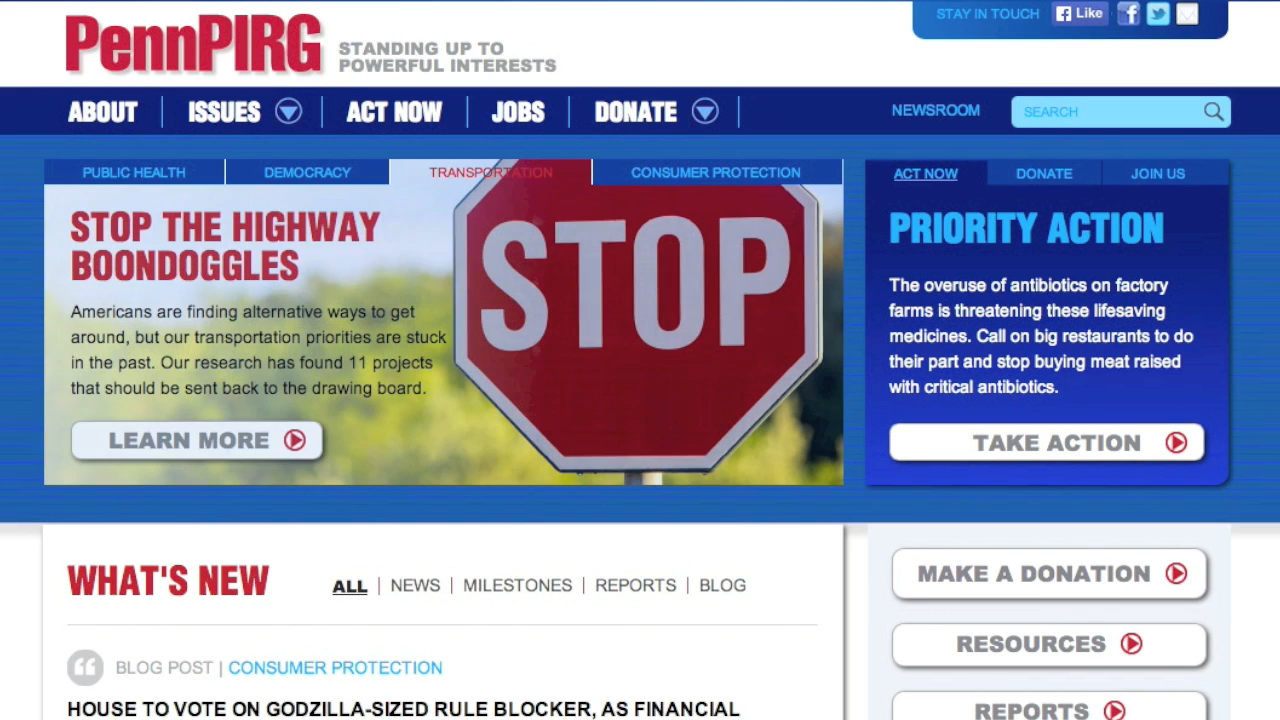 PennPIRG
STANDING UP TO
POWERFUL INTERESTS
STAY IN TOUCH
Like
ABOUT
ISSUES
ACT NOW
JOBS
DONATE
NEWSROOM
SEARCH
PUBLIC HEALTH
DEMOCRACY
TRANSPORTATION
CONSUMER PROTECTION
STOP THE HIGHWAY
BOONDOGGLES
Americans are finding alternative ways to get
around, but our transportation priorities are stuck
in the past. Our research has found 11 projects
that should be sent back to the drawing board.
LEARN MORE
STOP
ACT NOW
DONATE
JOIN US
PRIORITY ACTION
The overuse of antibiotics on factory
farms is threatening these lifesaving
medicines. Call on big restaurants to do
their part and stop buying meat raised
with critical antibiotics.
TAKE ACTION
WHAT'S NEW
ALL | NEWS | MILESTONES | REPORTS | BLOG
BLOG POST | CONSUMER PROTECTION
HOUSE TO VOTE ON GODZILLA-SIZED RULE BLOCKER, AS FINANCIAL
MAKE A DONATION
RESOURCES
REPORTS